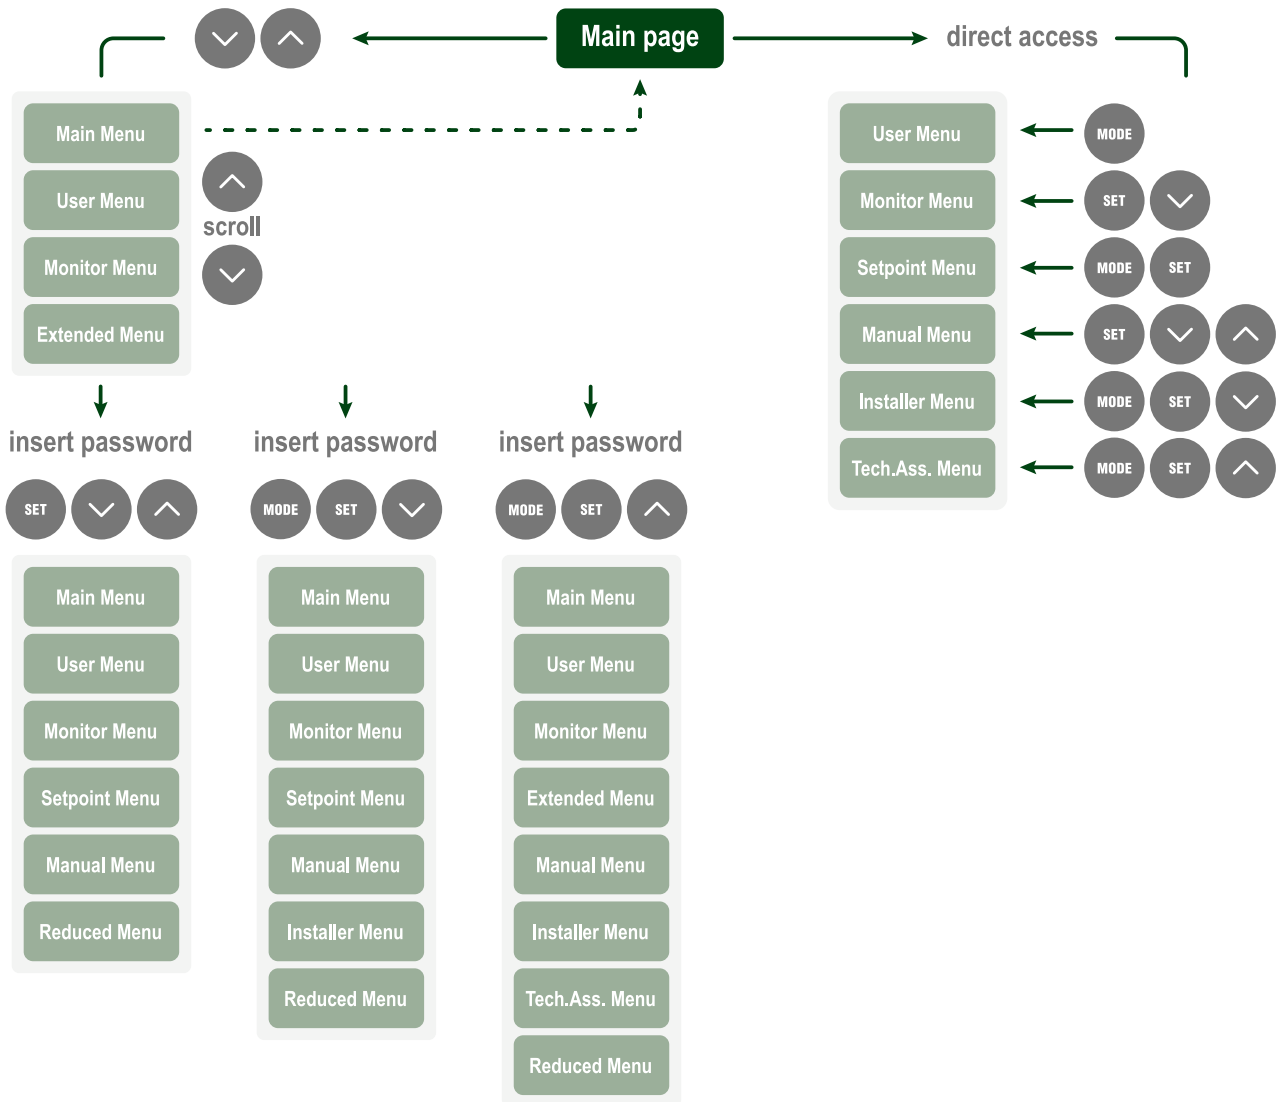 Main page
direct access
Main Menu
User Menu
Monitor Menu
Extended Menu
scroll
User Menu
MODE
Monitor Menu
SET
Setpoint Menu
MODE SET
Manual Menu
SET
Installer Menu
MODE SET
Tech.Ass. Menu
MODE SET
insert password
SET
Main Menu
User Menu
Monitor Menu
Setpoint Menu
Manual Menu
Reduced Menu
insert password
MODE SET
Main Menu
User Menu
Monitor Menu
Setpoint Menu
Manual Menu
Installer Menu
Reduced Menu
insert password
MODE SET
Main Menu
User Menu
Monitor Menu
Extended Menu
Manual Menu
Installer Menu
Tech.Ass. Menu
Reduced Menu